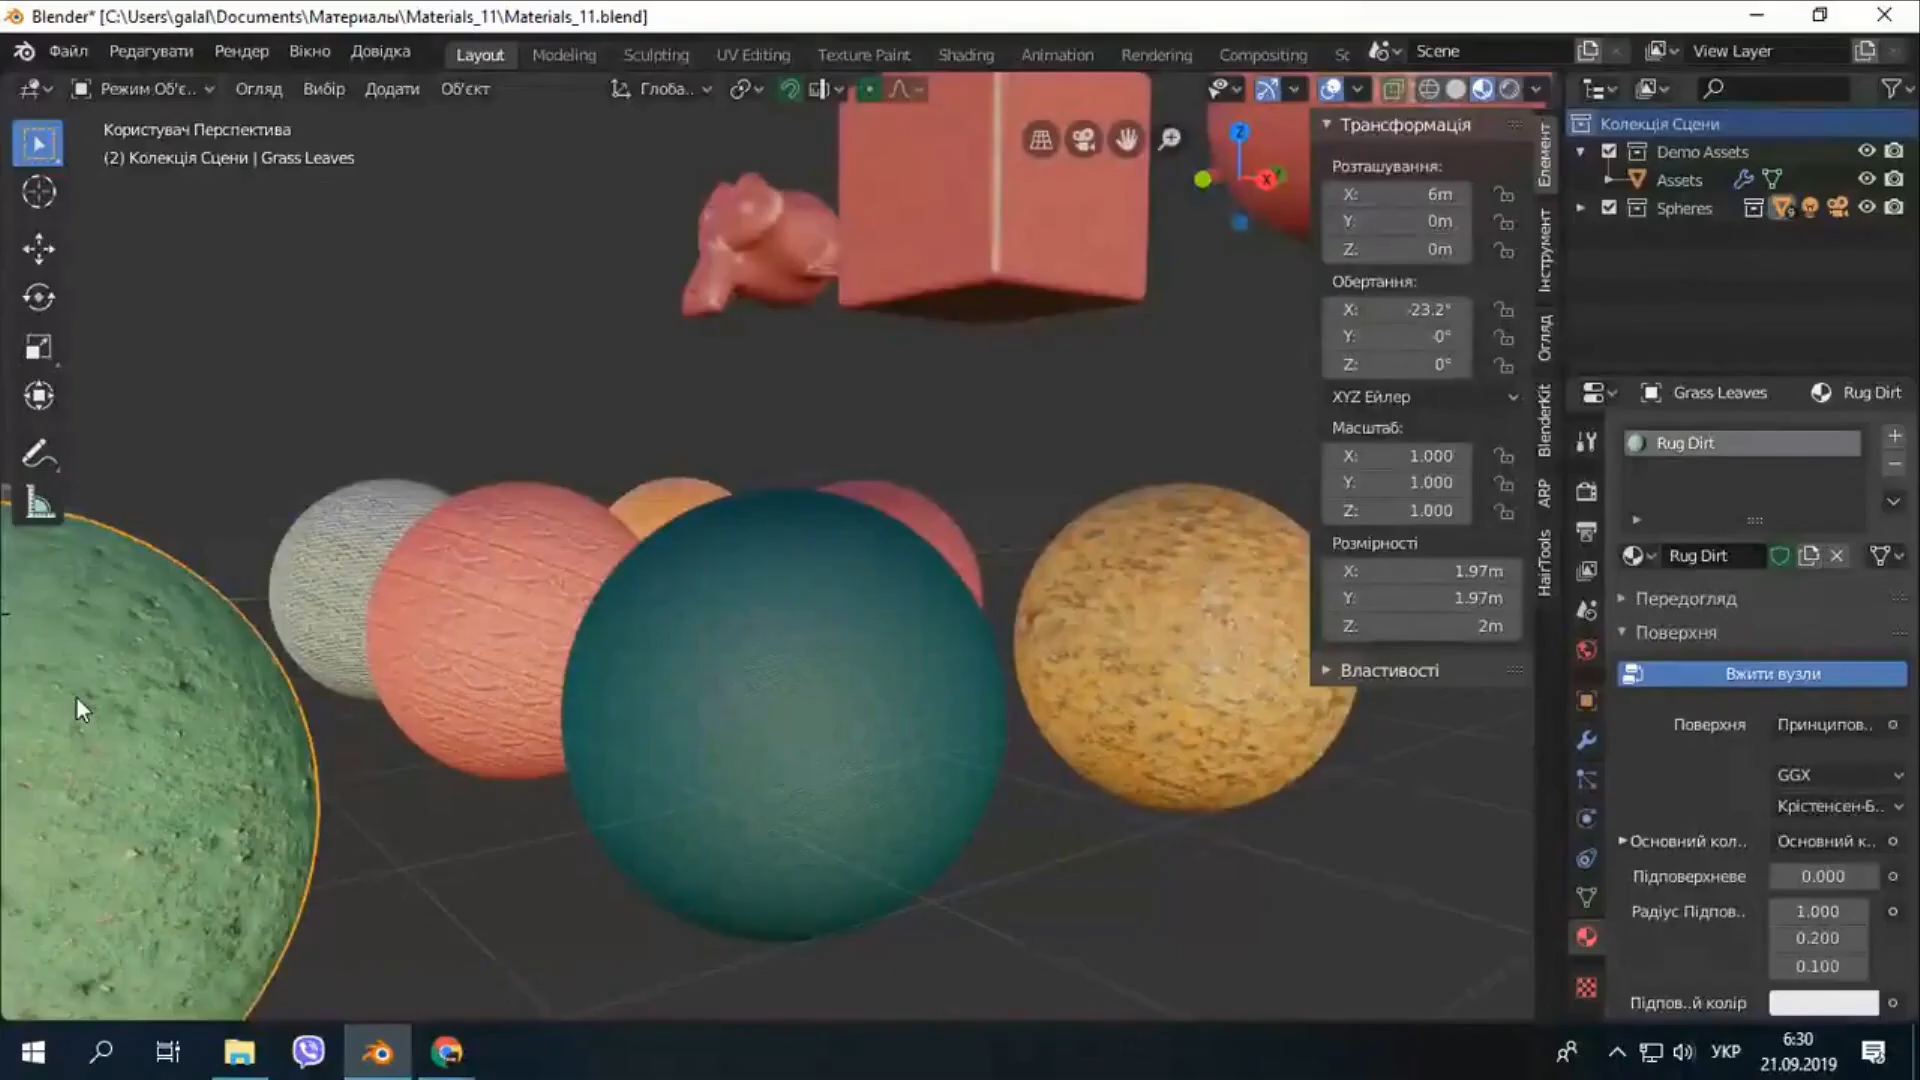 Blender* [C:\Users\galal\Documents\Материалы\Materials_11\Materials_11.blend]
Файл Редагувати Рендер Вікно Довідка
Layout Modeling Sculpting UV Editing Texture Paint Shading Animation Rendering Compositing Sc
Scene
View Layer
Режим Об'є.. Огляд Вибір Додати Об'єкт
Глоба..
Користувач Перспектива
(2) Колекція Сцени | Grass Leaves
Трансформація
Розташування:
X: 6m
Y: 0m
Z: 0m
Обертання:
X: -23.2°
Y: 0°
Z: 0°
XYZ Ейлер
Масштаб:
X: 1.000
Y: 1.000
Z: 1.000
Розмірності
X: 1.97m
Y: 1.97m
Z: 2m
Властивості
Елемент
Інструмент
Огляд
BlenderKit
ARP
HairTools
Колекція Сцени
Demo Assets
Assets
Spheres
Grass Leaves Rug Dirt
Rug Dirt
Rug Dirt
Передогляд
Поверхня
Вжити вузли
Поверхня Принципов..
GGX
Крістенсен-Б..
Основний кол.. Основний к..
Підповерхневе 0.000
Радіус Підпов.. 1.000
0.200
0.100
Підпов..й колір
УКР
6:30
21.09.2019